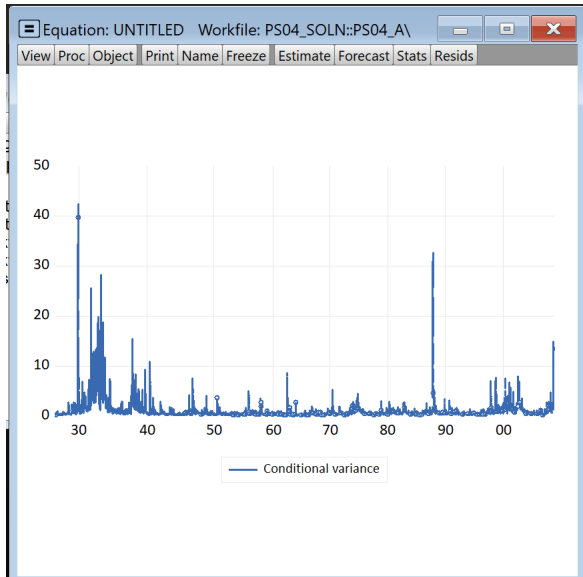 Equation: UNTITLED Workfile: PS04_SOLN::PS04_A\
View Proc Object Print Name Freeze Estimate Forecast Stats Resids
50
40
30
20
10
0
30 40 50 60 70 80 90 00
Conditional variance